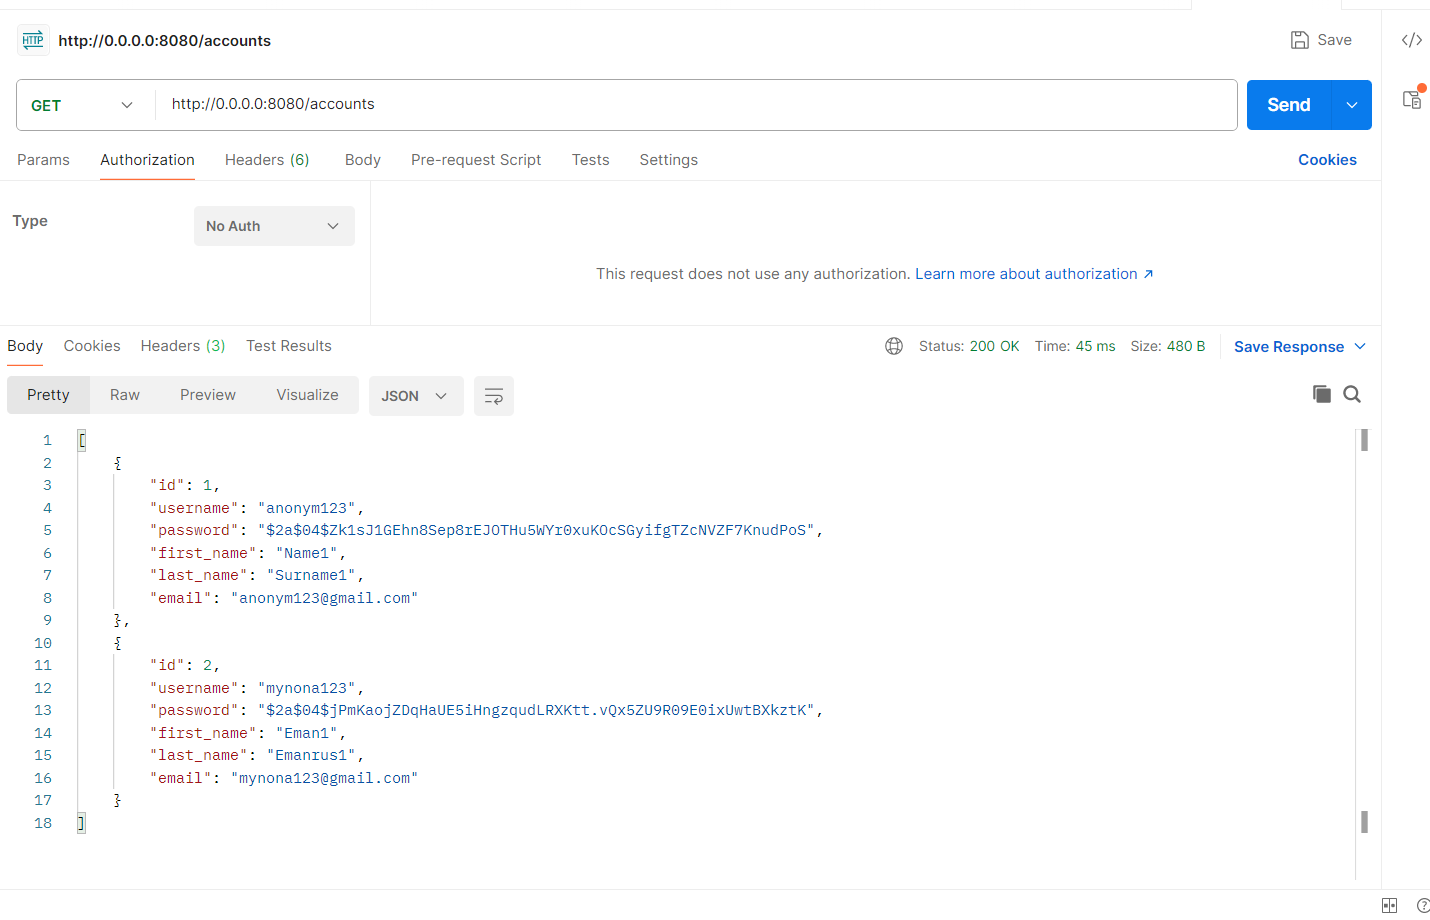 HTTP http://0.0.0.0:8080/accounts Save
GET http://0.0.0.0:8080/accounts Send
Params Authorization Headers (6) Body Pre-request Script Tests Settings Cookies
Type No Auth
This request does not use any authorization. Learn more about authorization ↗
Body Cookies Headers (3) Test Results Status: 200 OK Time: 45 ms Size: 480 B Save Response
Pretty Raw Preview Visualize JSON
1 [
2 {
3 "id": 1,
4 "username": "anonym123",
5 "password": "$2a$04$Zk1sJ1GEhn8Sep8rEJOTHu5WYr0xuKOcSGyifgTZcNVZF7KnudPoS",
6 "first_name": "Name1",
7 "last_name": "Surname1",
8 "email": "anonym123@gmail.com"
9 },
10 {
11 "id": 2,
12 "username": "mynona123",
13 "password": "$2a$04$jPmKaojZDqHaUE5iHngzqudLRXKtt.vQx5ZU9R09E0ixUwtBXkztK",
14 "first_name": "Eman1",
15 "last_name": "Emanrus1",
16 "email": "mynona123@gmail.com"
17 }
18 ]